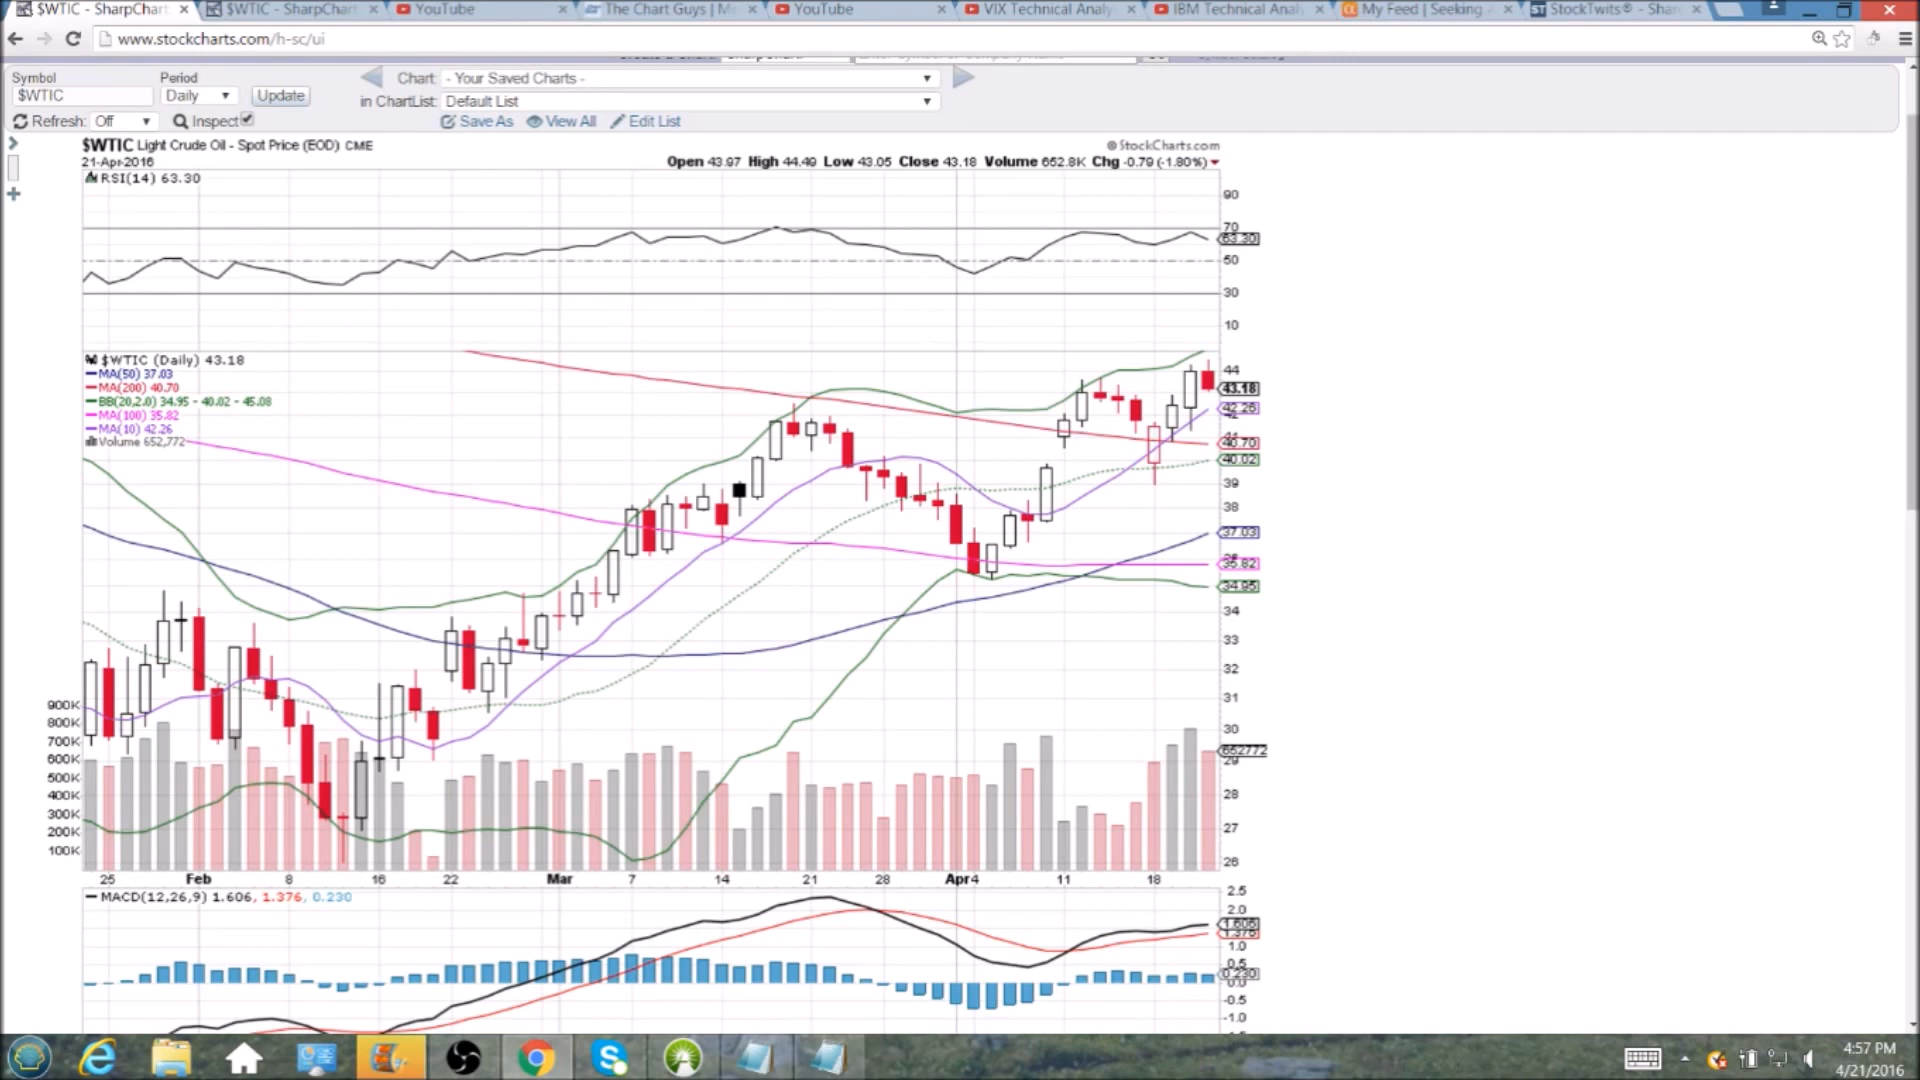 $WTIC - SharpChart
$WTIC - SharpChart
YouTube
The Chart Guys | M
YouTube
VIX Technical Analy
IBM Technical Anal
My Feed | Seeking
StockTwits® - Shar
www.stockcharts.com/h-sc/ui
Symbol
Period
Chart: - Your Saved Charts -
$WTIC
Daily
Update
in ChartList: Default List
Refresh: Off
Inspect
Save As
View All
Edit List
$WTIC Light Crude Oil - Spot Price (EOD) CME
© StockCharts.com
21-Apr-2016
Open 43.97 High 44.49 Low 43.05 Close 43.18 Volume 652.8K Chg -0.79 (-1.80%)
RSI(14) 63.30
90
70
63.30
50
30
10
$WTIC (Daily) 43.18
MA(50) 37.03
MA(200) 40.70
BB(20,2.0) 34.95 - 40.02 - 45.08
MA(100) 35.82
MA(10) 42.26
Volume 652,772
44
43.18
42.26
40.70
40.02
39
38
37.03
35.82
34.95
34
33
32
31
30
652772
29
28
27
26
900K
800K
700K
600K
500K
400K
300K
200K
100K
25 Feb 8 16 22 Mar 7 14 21 28 Apr 4 11 18
MACD(12,26,9) 1.606, 1.376, 0.230
2.5
2.0
1.606
1.376
1.0
0.5
0.230
0.0
-0.5
-1.0
4:57 PM
4/21/2016